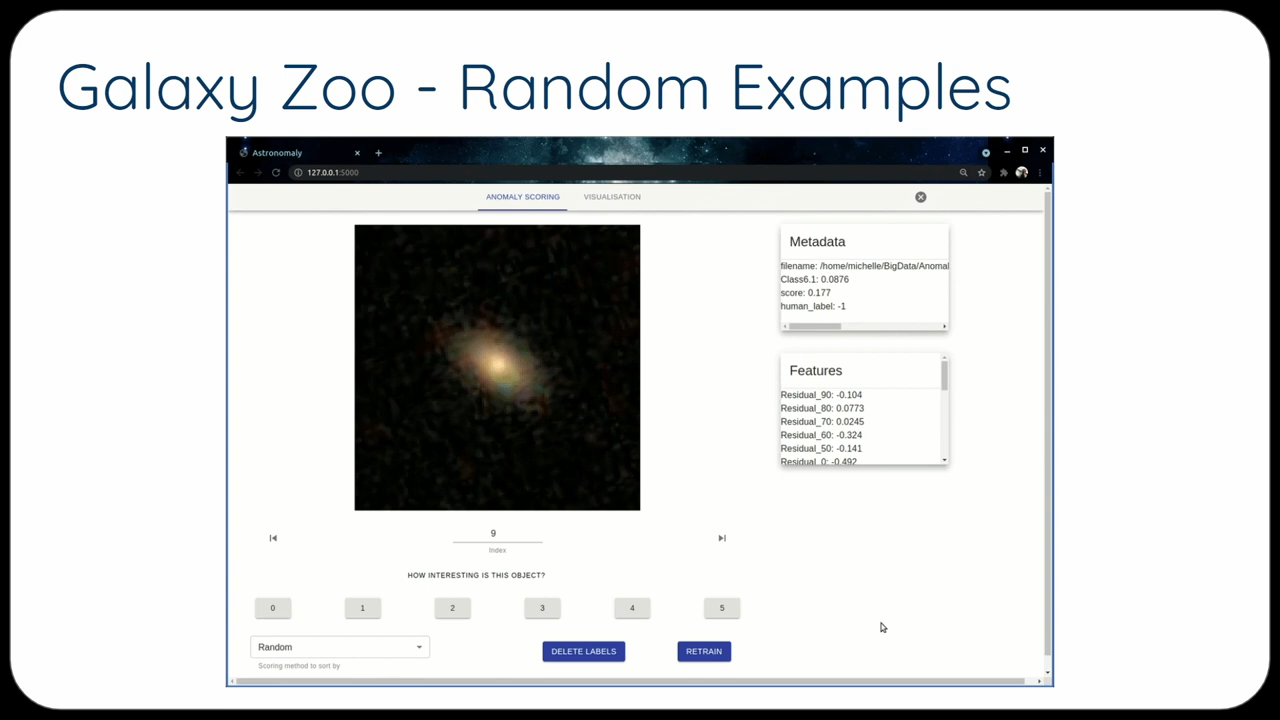 Galaxy Zoo - Random Examples
Astronomaly
127.0.0.1:5000
ANOMALY SCORING
VISUALISATION
Metadata
filename: /home/michelle/BigData/Anomal
Class6.1: 0.0876
score: 0.177
human_label: -1
Features
Residual_90: -0.104
Residual_80: 0.0773
Residual_70: 0.0245
Residual_60: -0.324
Residual_50: -0.141
Residual_0: -0.492
9
Index
HOW INTERESTING IS THIS OBJECT?
0 1 2 3 4 5
Random
Scoring method to sort by
DELETE LABELS
RETRAIN